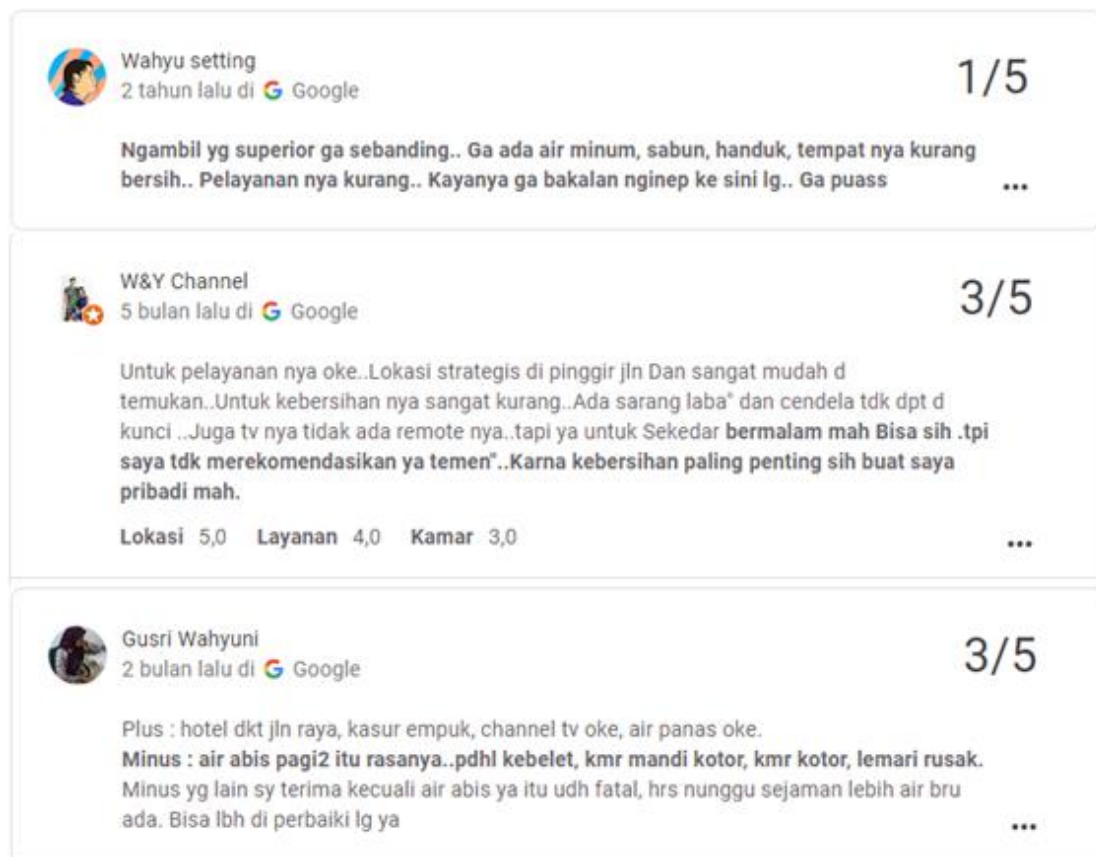 Wahyu setting
1/5
2 tahun lalu di Google
Ngambil yg superior ga sebanding.. Ga ada air minum, sabun, handuk, tempat nya kurang
bersih.. Pelayanan nya kurang.. Kayanya ga bakalan nginep ke sini lg.. Ga puass
W&Y Channel
3/5
5 bulan lalu di Google
Untuk pelayanan nya oke..Lokasi strategis di pinggir jln Dan sangat mudah d
temukan..Untuk kebersihan nya sangat kurang..Ada sarang laba" dan cendela tdk dpt d
kunci ..Juga tv nya tidak ada remote nya..tapi ya untuk Sekedar bermalam mah Bisa sih .tpi
saya tdk merekomendasikan ya temen"..Karna kebersihan paling penting sih buat saya
pribadi mah.
Lokasi 5,0 Layanan 4,0 Kamar 3,0
Gusri Wahyuni
3/5
2 bulan lalu di Google
Plus : hotel dkt jln raya, kasur empuk, channel tv oke, air panas oke.
Minus : air abis pagi2 itu rasanya..pdhl kebelet, kmr mandi kotor, kmr kotor, lemari rusak.
Minus yg lain sy terima kecuali air abis ya itu udh fatal, hrs nunggu sejaman lebih air bru
ada. Bisa lbh di perbaiki lg ya